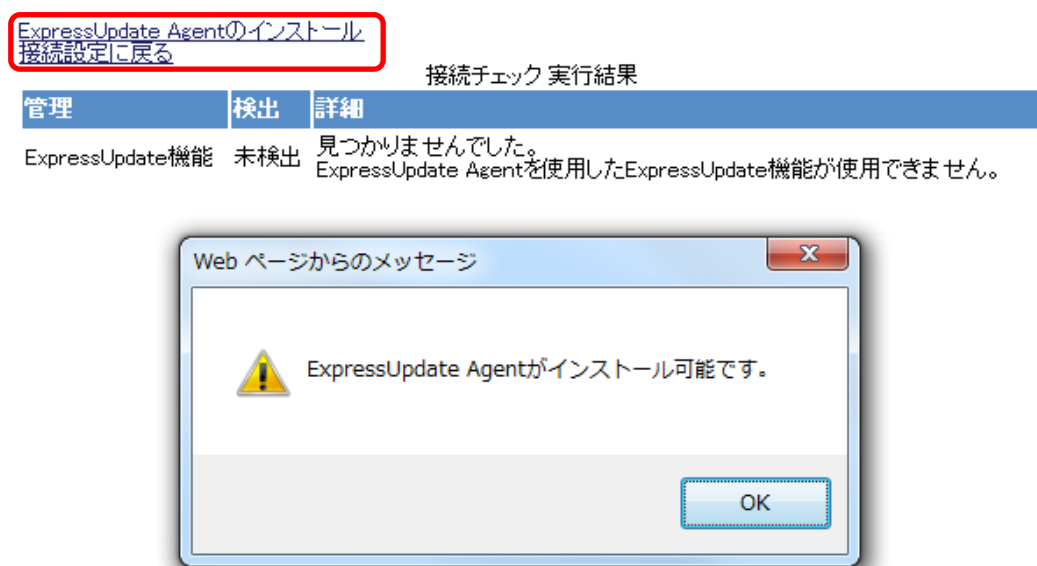 ExpressUpdate Agentのインストール
接続設定に戻る
接続チェック 実行結果
管理 検出 詳細
ExpressUpdate機能 未検出 見つかりませんでした。
ExpressUpdate Agentを使用したExpressUpdate機能が使用できません。
Web ページからのメッセージ
ExpressUpdate Agentがインストール可能です。
OK